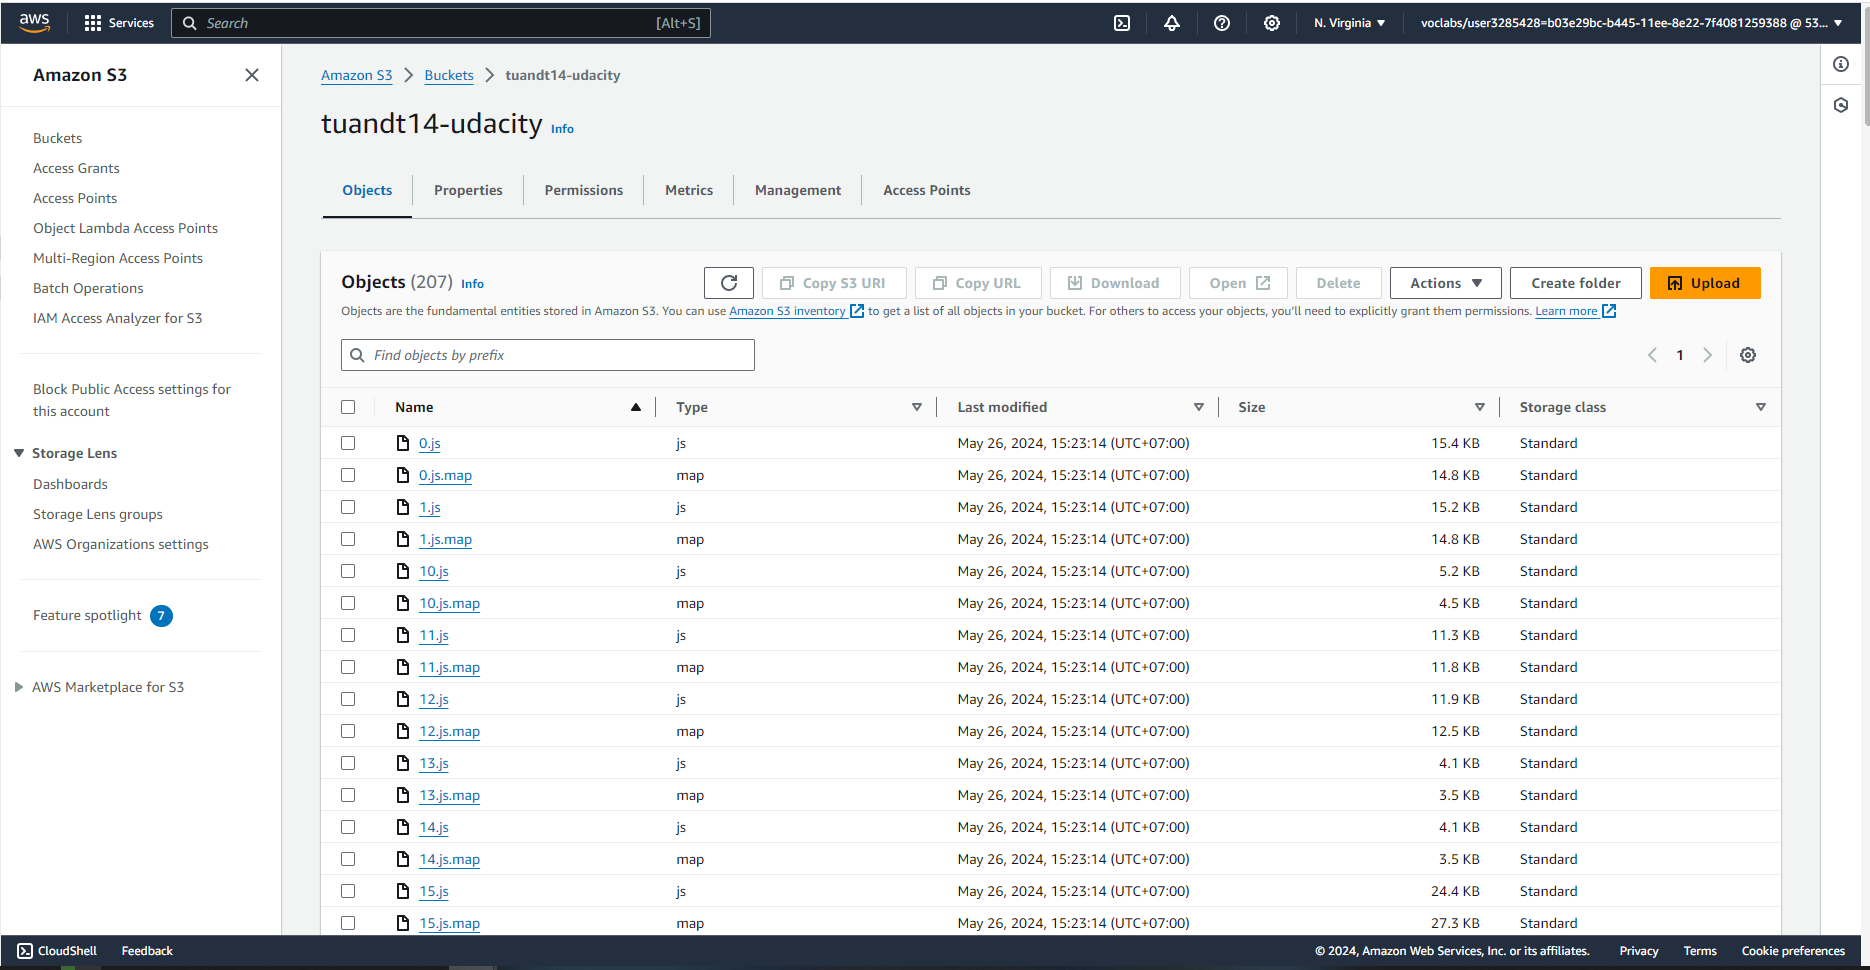 aws Services Search [Alt+S] N. Virginia voclabs/user3285428=b03e29bc-b445-11ee-8e22-7f4081259388 @ 53...
Amazon S3
Buckets
Access Grants
Access Points
Object Lambda Access Points
Multi-Region Access Points
Batch Operations
IAM Access Analyzer for S3
Block Public Access settings for
this account
Storage Lens
Dashboards
Storage Lens groups
AWS Organizations settings
Feature spotlight 7
AWS Marketplace for S3
Amazon S3 Buckets tuandt14-udacity
tuandt14-udacity Info
Objects Properties Permissions Metrics Management Access Points
Objects (207) Info Copy S3 URI Copy URL Download Open Delete Actions Create folder Upload
Objects are the fundamental entities stored in Amazon S3. You can use Amazon S3 inventory to get a list of all objects in your bucket. For others to access your objects, you'll need to explicitly grant them permissions. Learn more
Find objects by prefix 1
Name Type Last modified Size Storage class
0.js js May 26, 2024, 15:23:14 (UTC+07:00) 15.4 KB Standard
0.js.map map May 26, 2024, 15:23:14 (UTC+07:00) 14.8 KB Standard
1.js js May 26, 2024, 15:23:14 (UTC+07:00) 15.2 KB Standard
1.js.map map May 26, 2024, 15:23:14 (UTC+07:00) 14.8 KB Standard
10.js js May 26, 2024, 15:23:14 (UTC+07:00) 5.2 KB Standard
10.js.map map May 26, 2024, 15:23:14 (UTC+07:00) 4.5 KB Standard
11.js js May 26, 2024, 15:23:14 (UTC+07:00) 11.3 KB Standard
11.js.map map May 26, 2024, 15:23:14 (UTC+07:00) 11.8 KB Standard
12.js js May 26, 2024, 15:23:14 (UTC+07:00) 11.9 KB Standard
12.js.map map May 26, 2024, 15:23:14 (UTC+07:00) 12.5 KB Standard
13.js js May 26, 2024, 15:23:14 (UTC+07:00) 4.1 KB Standard
13.js.map map May 26, 2024, 15:23:14 (UTC+07:00) 3.5 KB Standard
14.js js May 26, 2024, 15:23:14 (UTC+07:00) 4.1 KB Standard
14.js.map map May 26, 2024, 15:23:14 (UTC+07:00) 3.5 KB Standard
15.js js May 26, 2024, 15:23:14 (UTC+07:00) 24.4 KB Standard
15.js.map map May 26, 2024, 15:23:14 (UTC+07:00) 27.3 KB Standard
CloudShell Feedback © 2024, Amazon Web Services, Inc. or its affiliates. Privacy Terms Cookie preferences